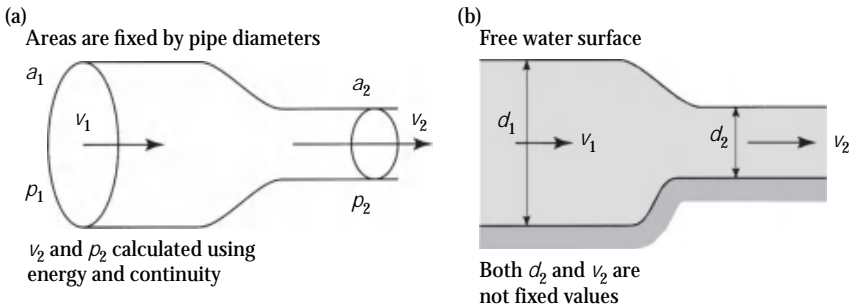 (a)
Areas are fixed by pipe diameters
a1
a2
v1
v2
p1
p2
v2 and p2 calculated using
energy and continuity
(b)
Free water surface
d1
v1
d2
v2
Both d2 and v2 are
not fixed values